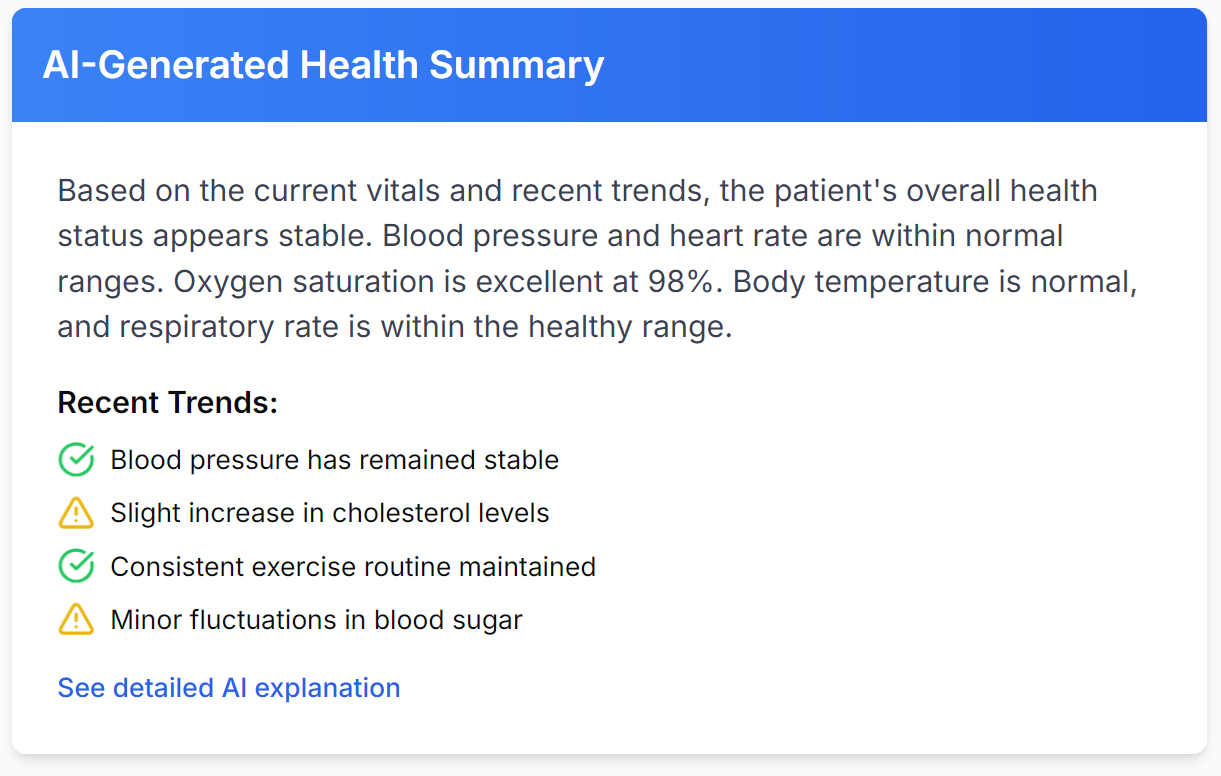 AI-Generated Health Summary
Based on the current vitals and recent trends, the patient's overall health
status appears stable. Blood pressure and heart rate are within normal
ranges. Oxygen saturation is excellent at 98%. Body temperature is normal,
and respiratory rate is within the healthy range.
Recent Trends:
Blood pressure has remained stable
Slight increase in cholesterol levels
Consistent exercise routine maintained
Minor fluctuations in blood sugar
See detailed AI explanation